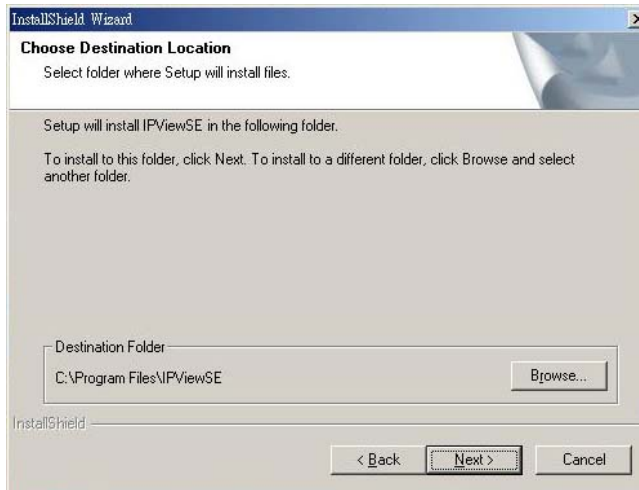 InstallShield Wizard
Choose Destination Location
Select folder where Setup will install files.
Setup will install IPViewSE in the following folder.
To install to this folder, click Next. To install to a different folder, click Browse and select
another folder.
Destination Folder
C:\Program Files\IPViewSE
Browse...
InstallShield
< Back
Next >
Cancel